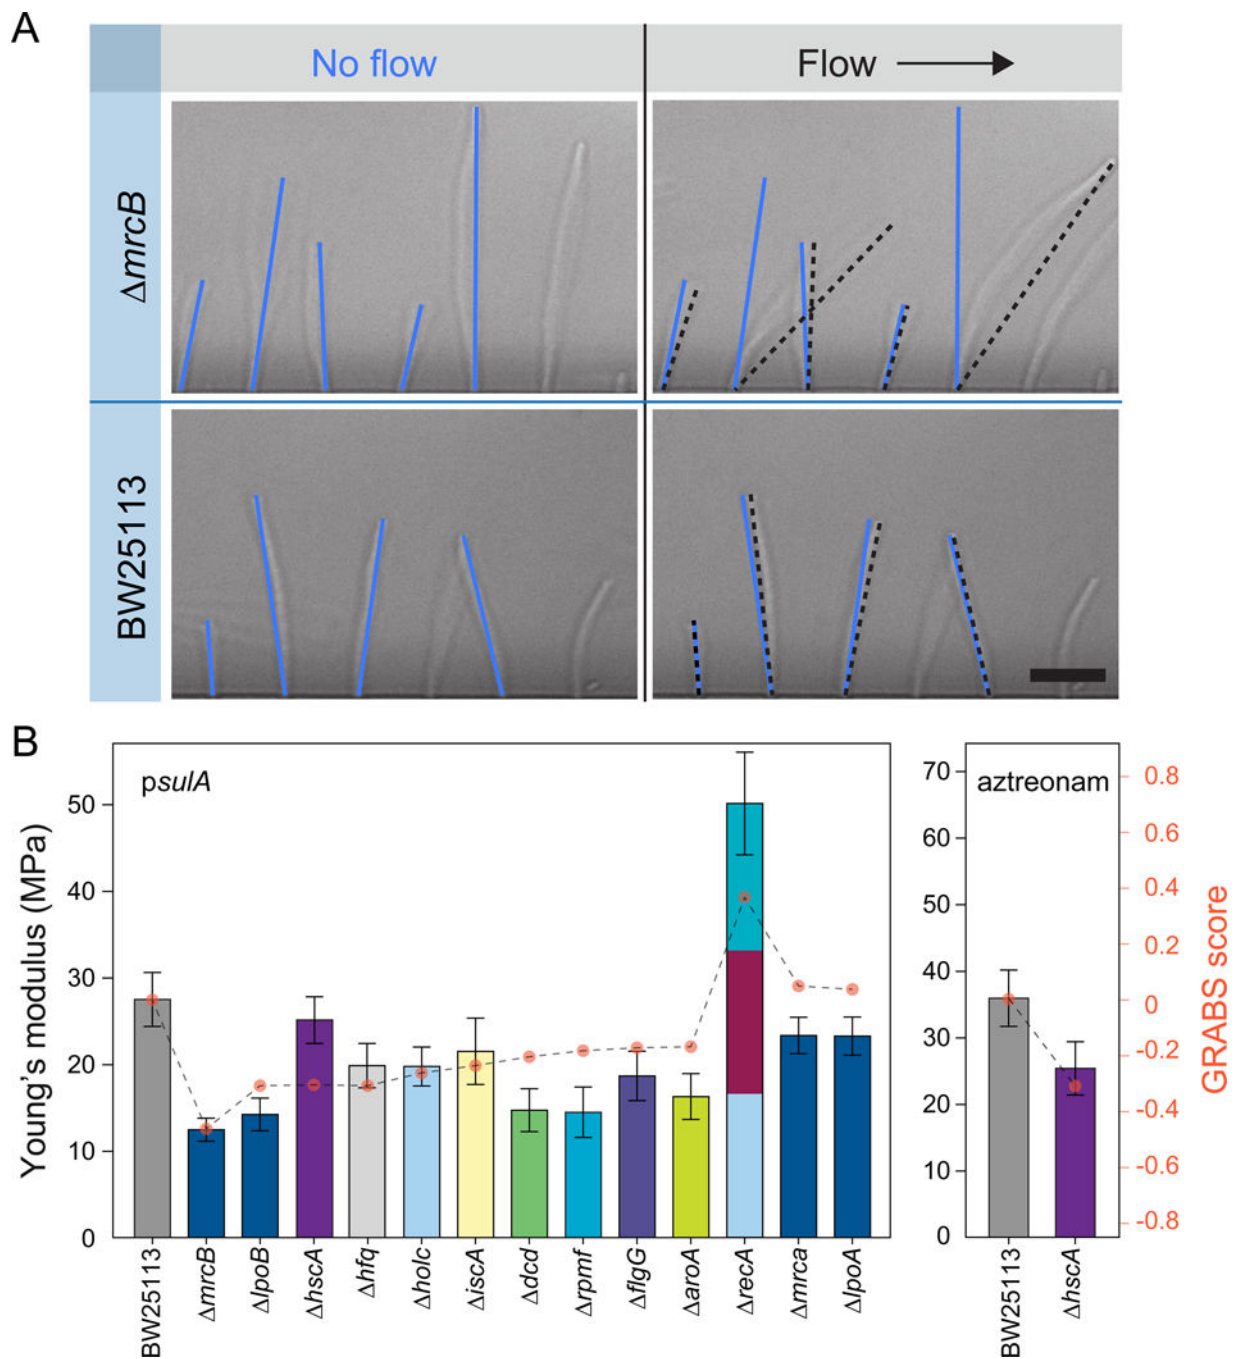 A
No flow
Flow
ΔmrcB
BW25113
B
psulA
aztreonam
Young's modulus (MPa)
50
40
30
20
10
0
70
60
50
40
30
20
10
0
0.8
0.6
0.4
0.2
0
-0.2
-0.4
-0.6
-0.8
GRABS score
BW25113
ΔmrcB
ΔlpoB
ΔhscA
Δhfq
Δholc
ΔiscA
Δdcd
Δrpmf
ΔflgG
ΔaroA
ΔrecA
Δmrca
ΔlpoA
BW25113
ΔhscA